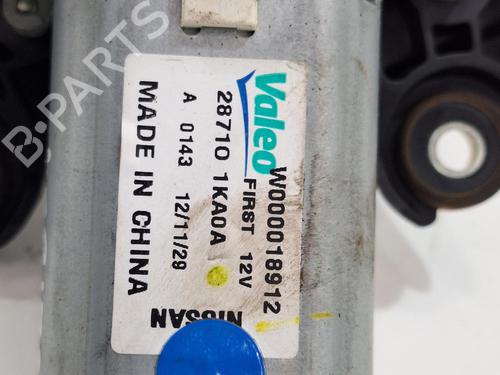 Valeo
W000018912
FIRST 12V
28710 1KA0A
A 0143 12/11/29
MADE IN CHINA
NISSAN
B-PARTS